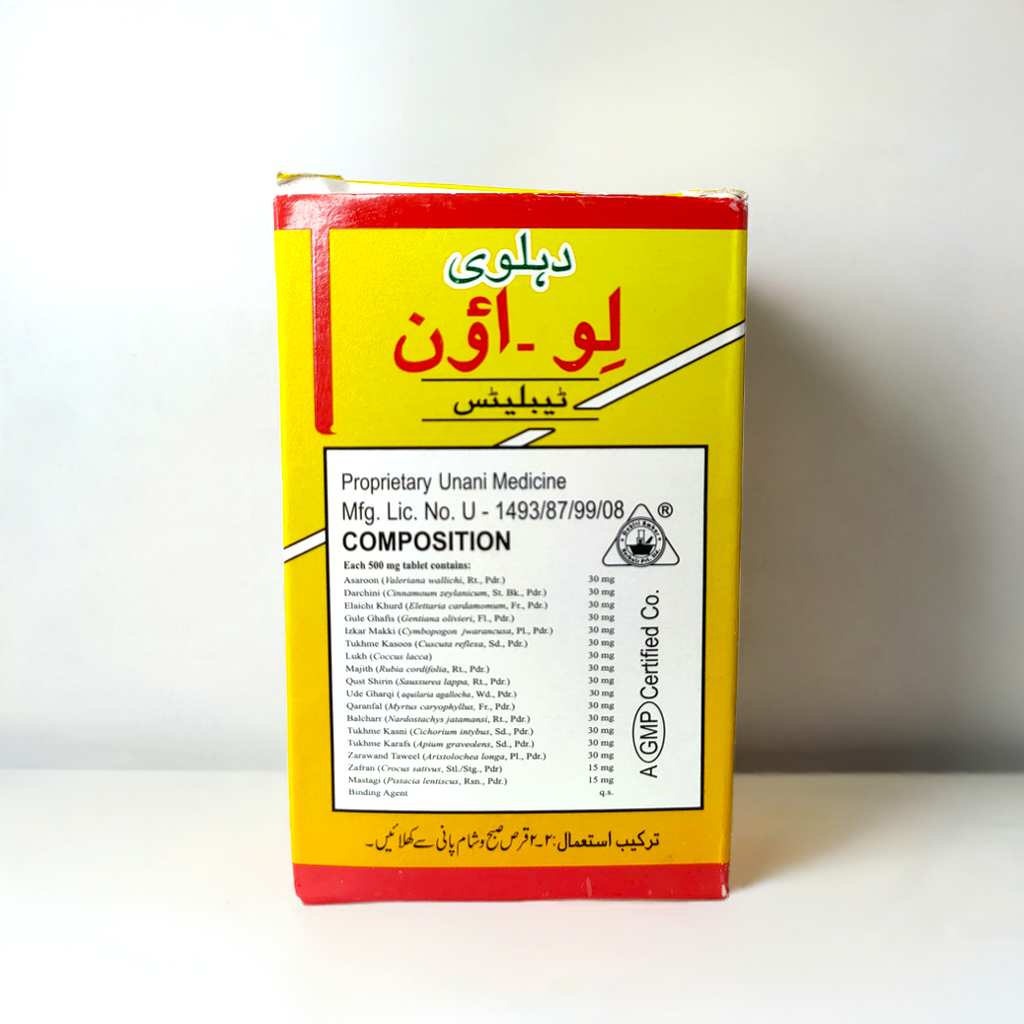 دہلوی
لِو ۔اؤن
ٹیبلیٹس
Proprietary Unani Medicine
Mfg. Lic. No. U - 1493/87/99/08
®
COMPOSITION
Each 500 mg tablet contains:
Asaroon (Valeriana wallichi, Rt., Pdr.) 30 mg
Darchini (Cinnamoum zeylanicum, St. Bk., Pdr.) 30 mg
Elaichi Khurd (Elettaria cardamomum, Fr., Pdr.) 30 mg
Gule Ghafis (Gentiana olivieri, Fl., Pdr.) 30 mg
Izkar Makki (Cymbopogon jwarancusa, Pl., Pdr.) 30 mg
Tukhme Kasoos (Cuscuta reflexa, Sd., Pdr.) 30 mg
Lukh (Coccus lacca) 30 mg
Majith (Rubia cordifolia, Rt., Pdr.) 30 mg
Qust Shirin (Saussurea lappa, Rt., Pdr.) 30 mg
Ude Gharqi (aquilaria agallocha, Wd., Pdr.) 30 mg
Qaranfal (Myrtus caryophyllus, Fr., Pdr.) 30 mg
Balcharr (Nardostachys jatamansi, Rt., Pdr.) 30 mg
Tukhme Kasni (Cichorium intybus, Sd., Pdr.) 30 mg
Tukhme Karafs (Apium graveolens, Sd., Pdr.) 30 mg
Zarawand Taweel (Aristolochea longa, Pl., Pdr.) 30 mg
Zafran (Crocus sativus, Stl./Stg., Pdr) 15 mg
Mastagi (Pistacia lentiscus, Rsn., Pdr.) 15 mg
Binding Agent q.s.
A GMP Certified Co.
ترکیب استعمال: ۲۔۲ قرص صبح و شام پانی سے کھلائیں۔